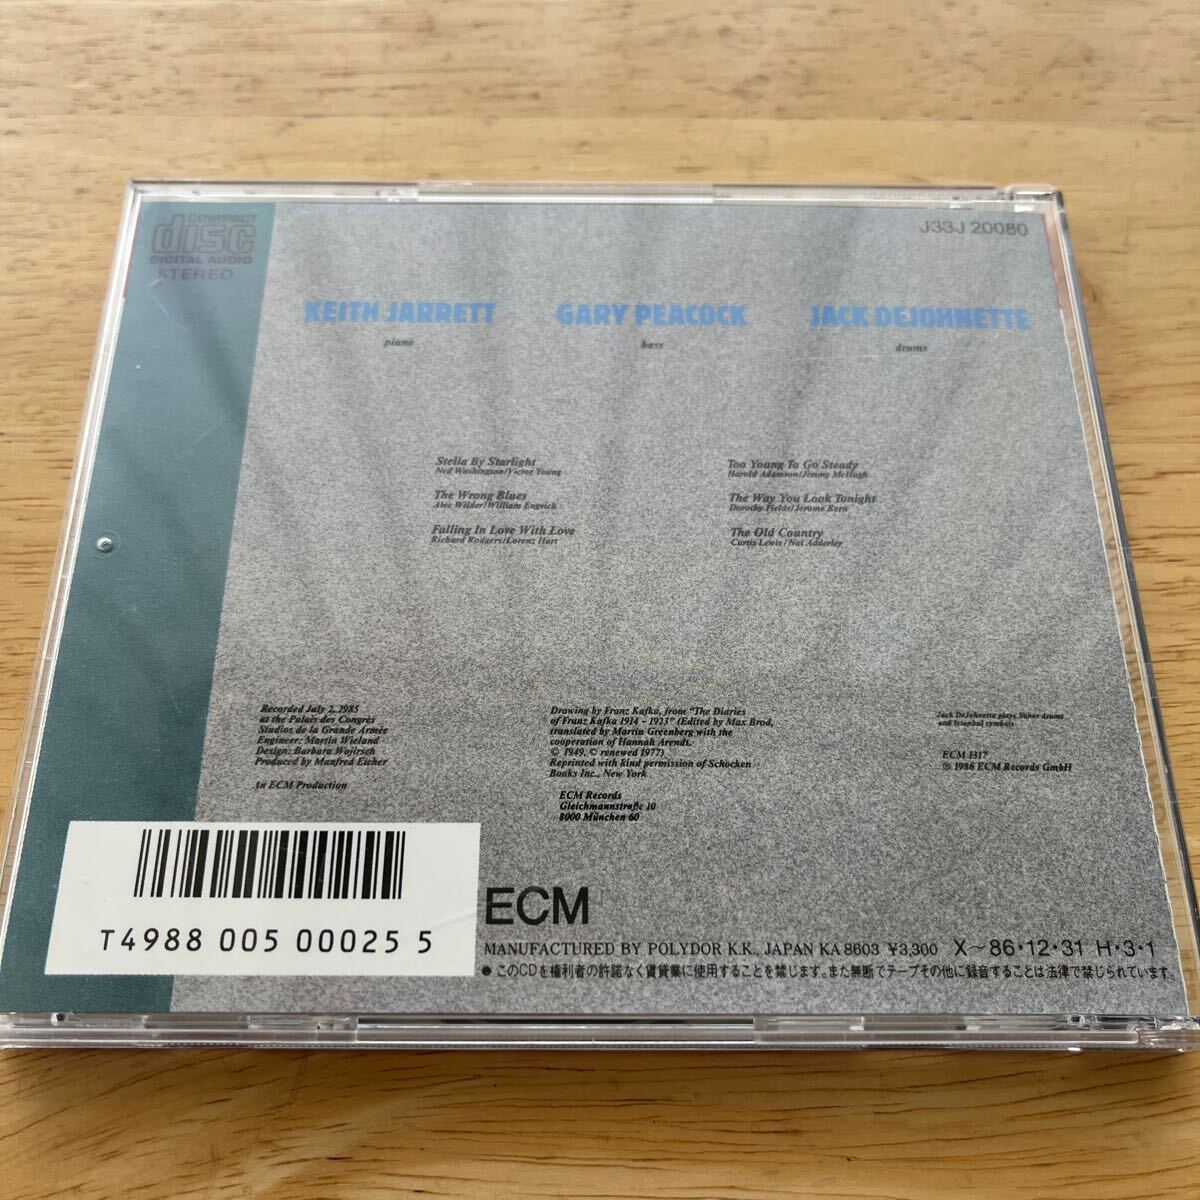 COMPACT
disc
DIGITAL AUDIO
STEREO
J33J 20080
KEITH JARRETT
piano
GARY PEACOCK
bass
JACK DEJOHNETTE
drums
Stella By Starlight
Ned Washington/Victor Young
The Wrong Blues
Alec Wilder/William Engvick
Falling In Love With Love
Richard Rodgers/Lorenz Hart
Too Young To Go Steady
Harold Adamson/Jimmy McHugh
The Way You Look Tonight
Dorothy Fields/Jerome Kern
The Old Country
Curtis Lewis/Nat Adderley
Recorded July 2, 1985
at the Palais des Congrès
Studios de la Grande Armée
Engineer: Martin Wieland
Design: Barbara Wojirsch
Produced by Manfred Eicher
An ECM Production
Drawing by Franz Kafka, from "The Diaries
of Franz Kafka 1914 - 1923" (Edited by Max Brod,
translated by Martin Greenberg with the
cooperation of Hannah Arendt.
© 1949, © renewed 1977)
Reprinted with kind permission of Schocken
Books Inc., New York
ECM Records
Gleichmannstraße 10
8000 München 60
Jack DeJohnette plays Sonor drums
and Istanbul cymbals
ECM 1317
℗ 1986 ECM Records GmbH
T4988 005 00025 5
ECM
MANUFACTURED BY POLYDOR K.K., JAPAN KA 8603 ¥3,300 X～86・12・31 H・3・1
● このCDを権利者の許諾なく賃貸業に使用することを禁じます。また無断でテープその他に録音することは法律で禁じられています。